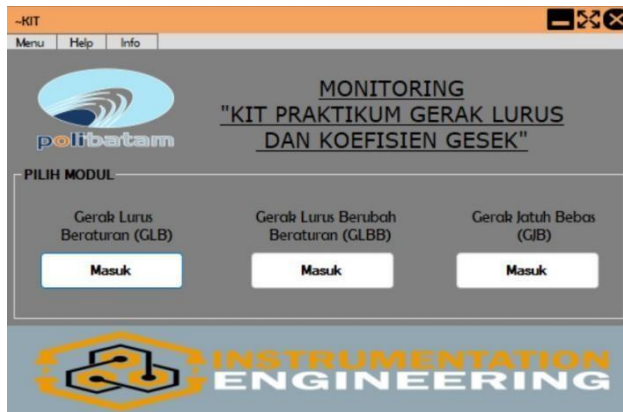 ~KIT
Menu Help Info
MONITORING
"KIT PRAKTIKUM GERAK LURUS
DAN KOEFISIEN GESEK"
polibatam
PILIH MODUL
Gerak Lurus
Beraturan (GLB)
Masuk
Gerak Lurus Berubah
Beraturan (GLBB)
Masuk
Gerak Jatuh Bebas
(GJB)
Masuk
INSTRUMENTATION
ENGINEERING